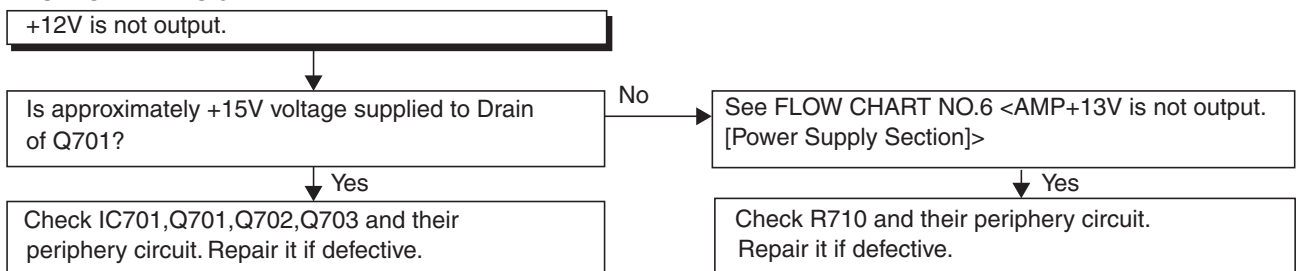 +12V is not output.
Is approximately +15V voltage supplied to Drain
of Q701?
No
See FLOW CHART NO.6 <AMP+13V is not output.
[Power Supply Section]>
Yes
Yes
Check IC701,Q701,Q702,Q703 and their
periphery circuit. Repair it if defective.
Check R710 and their periphery circuit.
Repair it if defective.